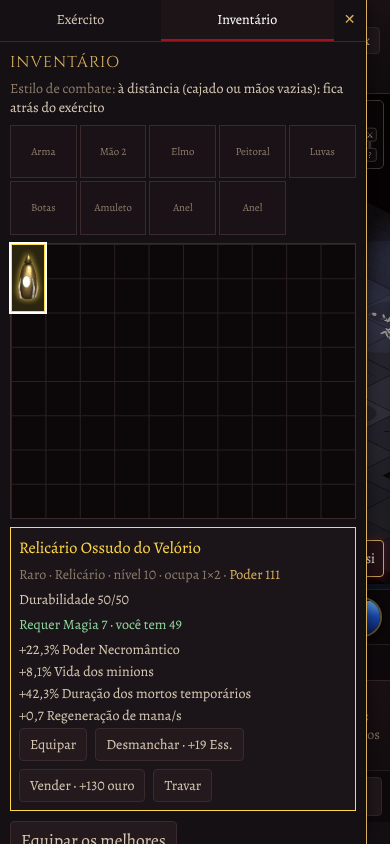 Exército
Inventário
×
INVENTÁRIO
Estilo de combate: à distância (cajado ou mãos vazias): fica
atrás do exército
Arma
Mão 2
Elmo
Peitoral
Luvas
Botas
Amuleto
Anel
Anel
Relicário Ossudo do Velório
Raro · Relicário · nível 10 · ocupa 1×2 · Poder 111
Durabilidade 50/50
Requer Magia 7 · você tem 49
+22,3% Poder Necromântico
+8,1% Vida dos minions
+42,3% Duração dos mortos temporários
+0,7 Regeneração de mana/s
Equipar
Desmanchar · +19 Ess.
Vender · +130 ouro
Travar
Equipar os melhores
si
os